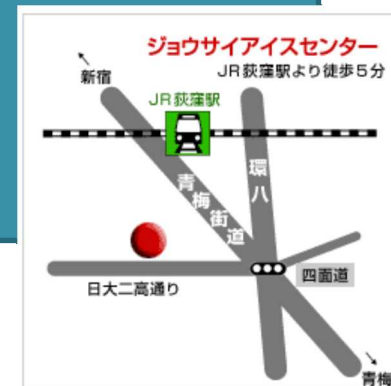 ジョウサイアイスセンター
JR荻窪駅より徒歩5分
新宿
JR荻窪駅
青梅街道
環八
四面道
日大二高通り
青梅